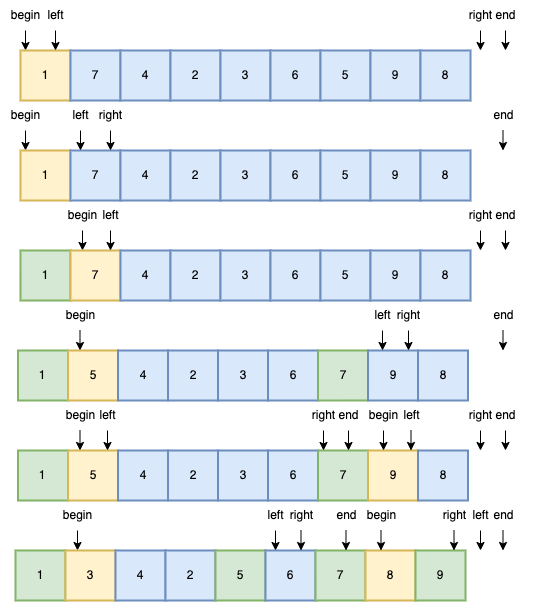 begin left right end
1 7 4 2 3 6 5 9 8
begin left right end
1 7 4 2 3 6 5 9 8
begin left right end
1 7 4 2 3 6 5 9 8
begin left right end
1 5 4 2 3 6 7 9 8
begin left right end begin left right end
1 5 4 2 3 6 7 9 8
begin left right end begin right left end
1 3 4 2 5 6 7 8 9